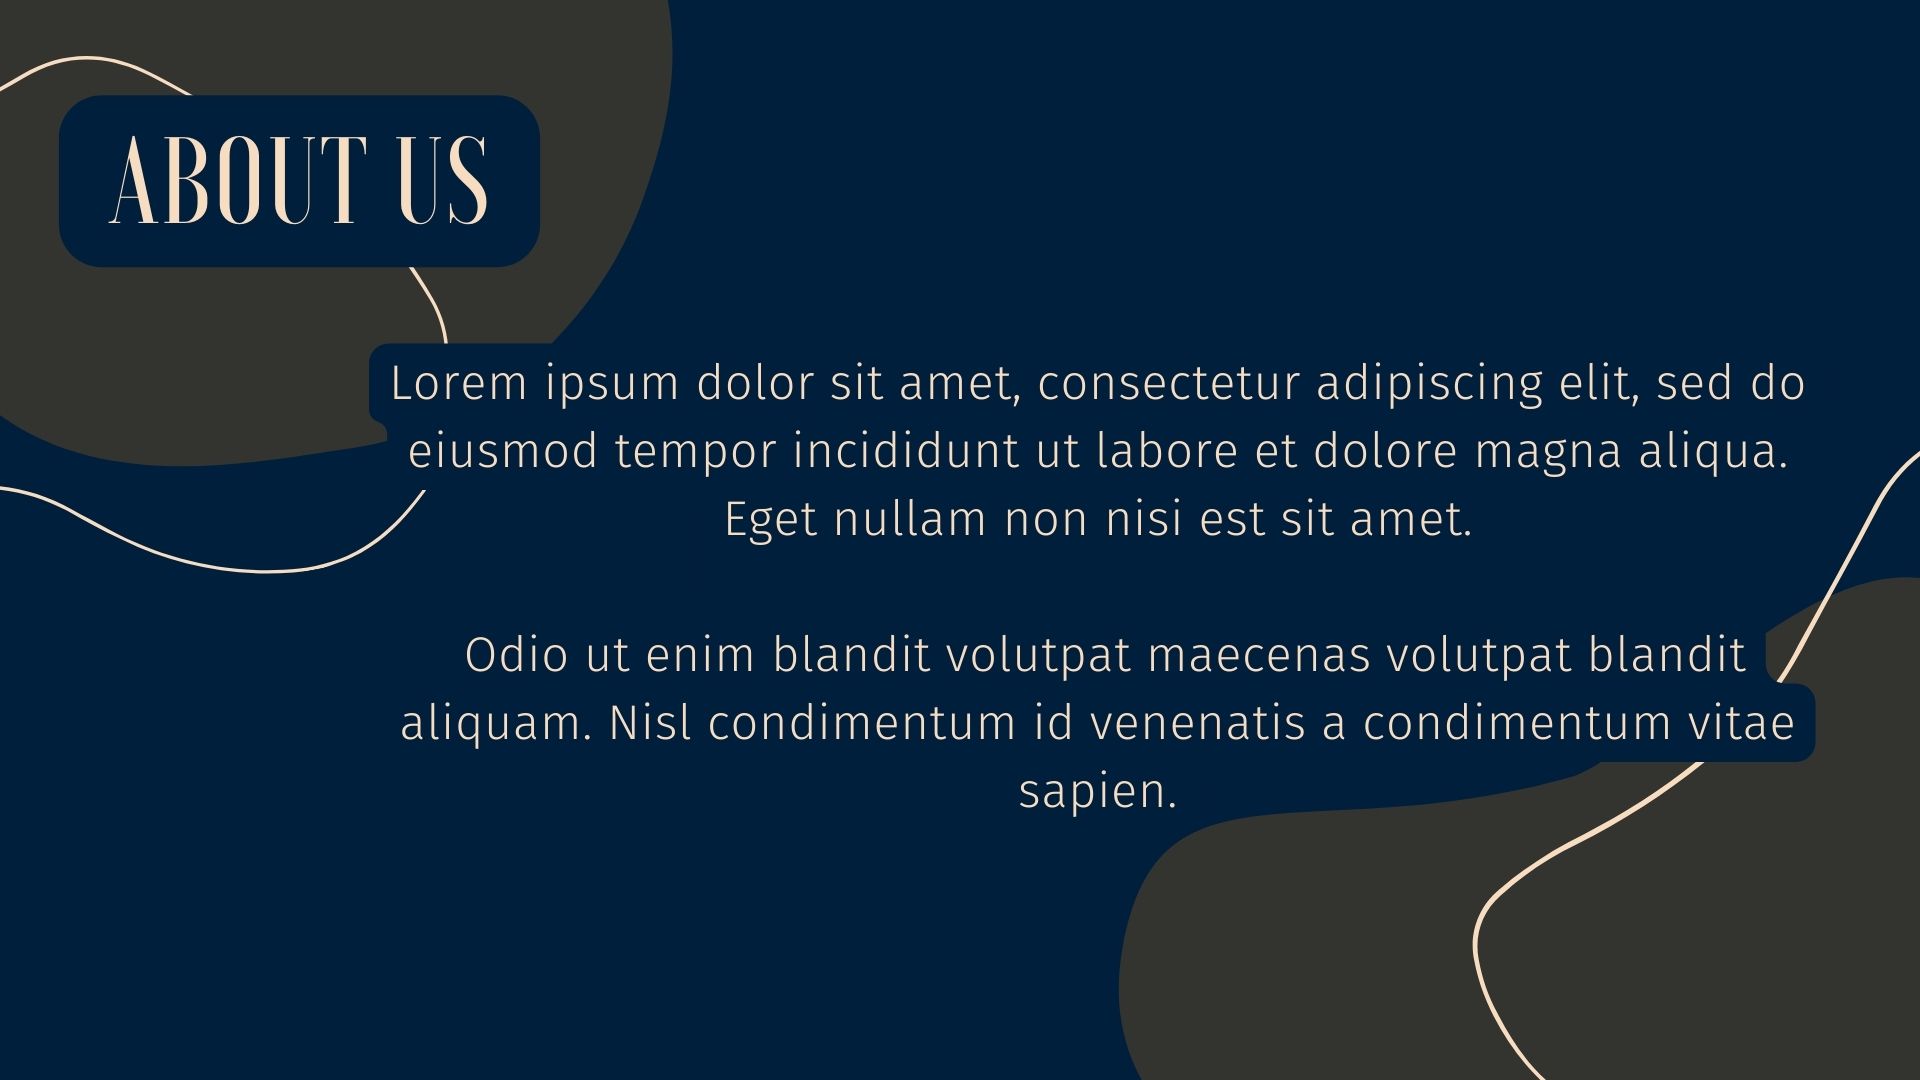 ABOUT US
Lorem ipsum dolor sit amet, consectetur adipiscing elit, sed do
eiusmod tempor incididunt ut labore et dolore magna aliqua.
Eget nullam non nisi est sit amet.
Odio ut enim blandit volutpat maecenas volutpat blandit
aliquam. Nisl condimentum id venenatis a condimentum vitae
sapien.